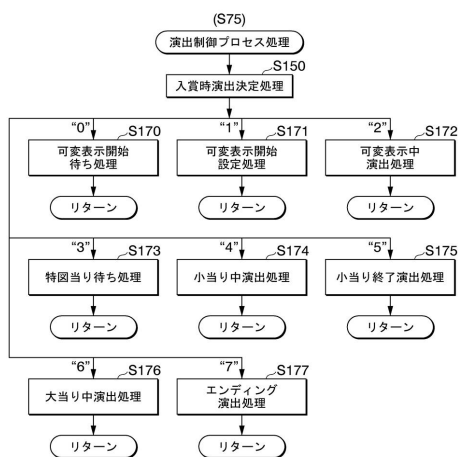 (S75)
演出制御プロセス処理
S150
入賞時演出決定処理
“0”
S170
可変表示開始
待ち処理
リターン
“1”
S171
可変表示開始
設定処理
リターン
“2”
S172
可変表示中
演出処理
リターン
“3”
S173
特図当り待ち処理
リターン
“4”
S174
小当り中演出処理
リターン
“5”
S175
小当り終了演出処理
リターン
“6”
S176
大当り中演出処理
リターン
“7”
S177
エンディング
演出処理
リターン